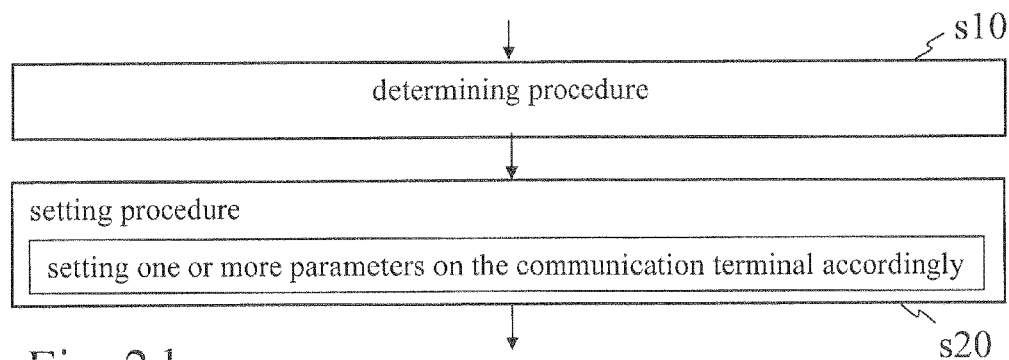 s10
determining procedure
setting procedure
setting one or more parameters on the communication terminal accordingly
s20